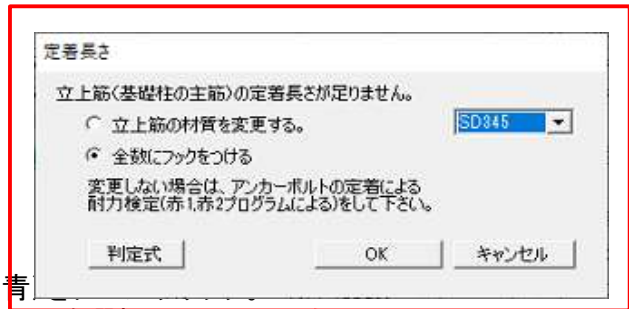 定着長さ
立上筋(基礎柱の主筋)の定着長さが足りません。
立上筋の材質を変更する。
SD345
全数にフックをつける
変更しない場合は、アンカーボルトの定着による
耐力検定(赤1,赤2プログラムによる)をして下さい。
判定式
OK
キャンセル
青